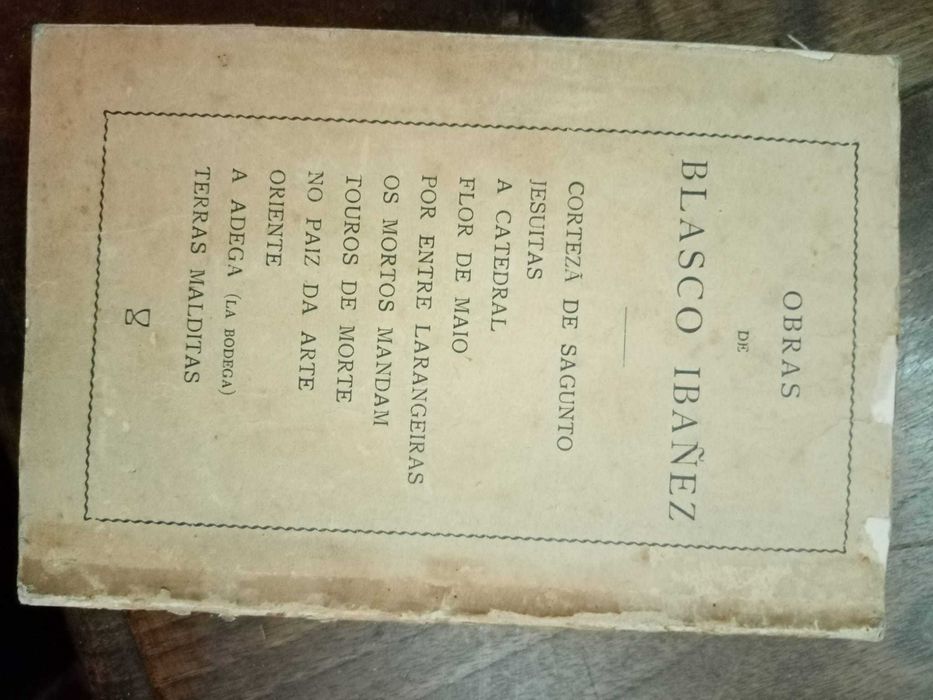 OBRAS
DE
BLASCO IBAÑEZ
CORTEZÃ DE SAGUNTO
JESUITAS
A CATEDRAL
FLOR DE MAIO
POR ENTRE LARANGEIRAS
OS MORTOS MANDAM
TOUROS DE MORTE
NO PAIZ DA ARTE
ORIENTE
A ADEGA (LA BODEGA)
TERRAS MALDITAS